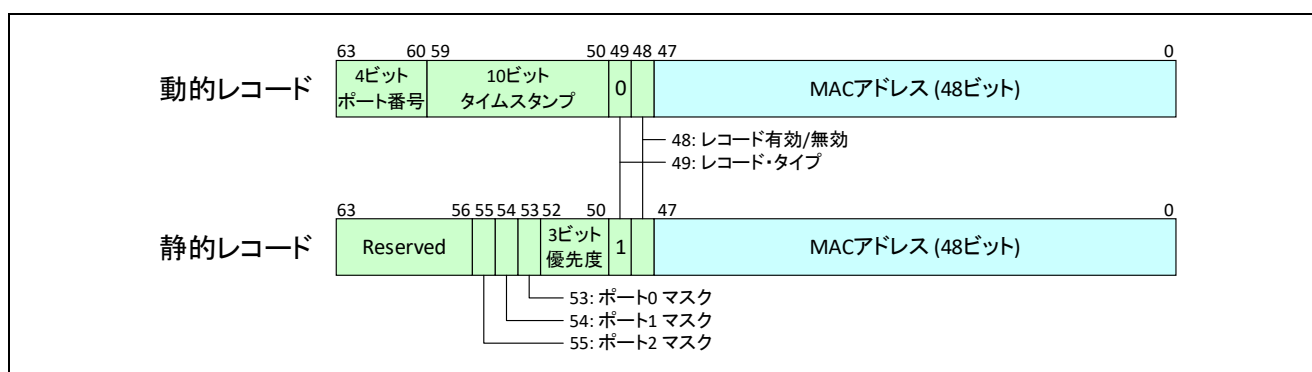 63 60 59 50 49 48 47 0
動的レコード
4ビット
ポート番号
10ビット
タイムスタンプ
0
MACアドレス (48ビット)
48: レコード有効/無効
49: レコード・タイプ
63 56 55 54 53 52 50 47 0
静的レコード
Reserved
3ビット
優先度
1
MACアドレス (48ビット)
53: ポート0 マスク
54: ポート1 マスク
55: ポート2 マスク